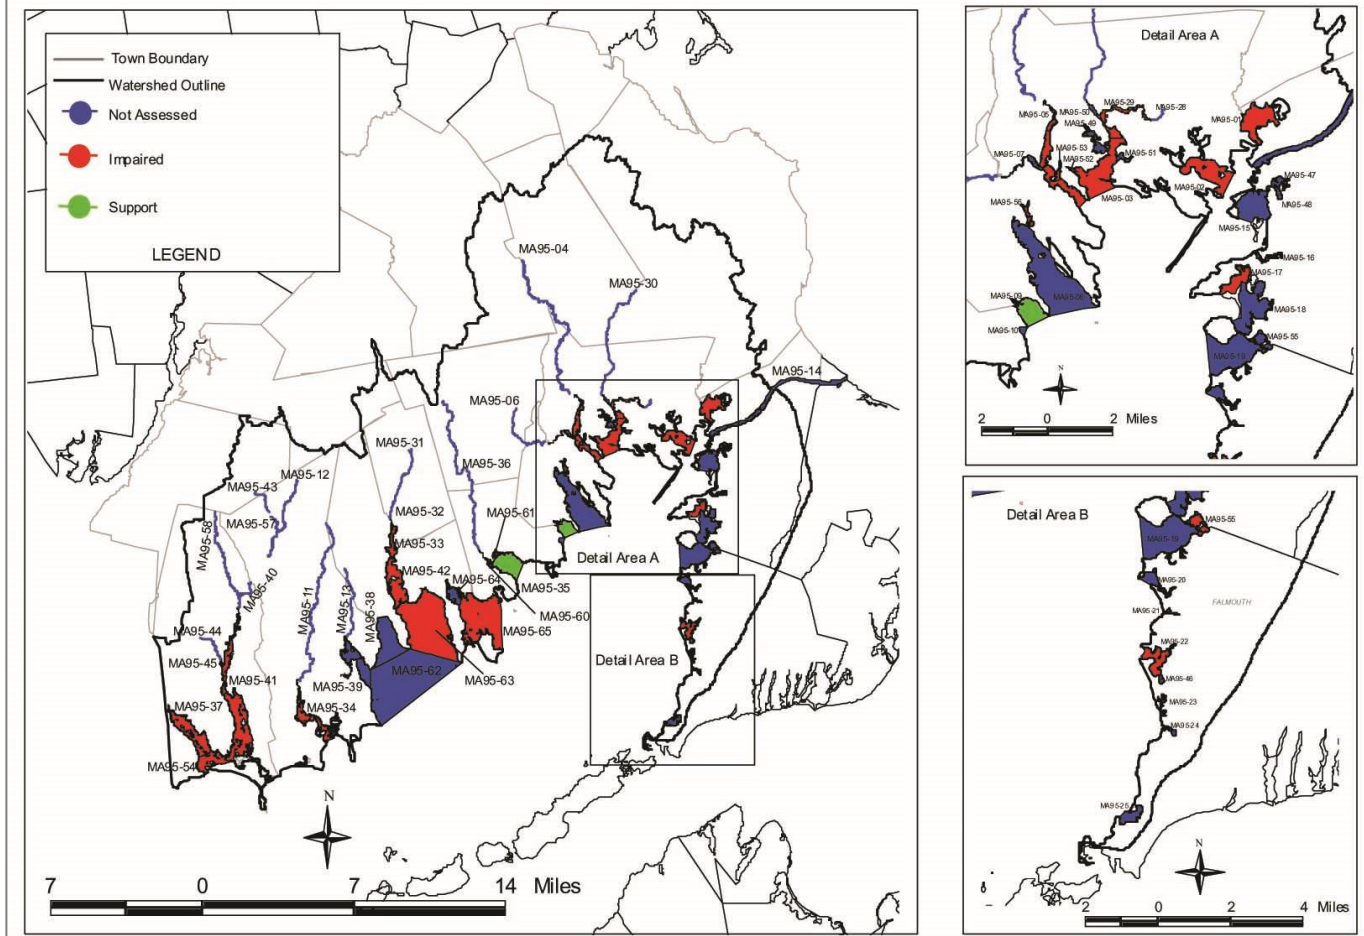 Town Boundary
Watershed Outline
Not Assessed
Impaired
Support
LEGEND
MA95-04
MA95-30
MA95-14
MA95-06
MA95-31
MA95-36
MA95-12
MA95-43
MA95-32
MA95-61
MA95-57
MA95-58
MA95-33
Detail Area A
MA95-42
MA95-64
MA95-35
MA95-40
MA95-11
MA95-13
MA95-38
MA95-60
MA95-44
MA95-65
MA95-45
MA95-62
Detail Area B
MA95-41
MA95-39
MA95-63
MA95-37
MA95-34
MA95-54
N
7 0 7 14 Miles
Detail Area A
MA95-29
MA95-28
MA95-05
MA95-50
MA95-01
MA95-49
MA95-53
MA95-51
MA95-07
MA95-52
MA95-47
MA95-02
MA95-03
MA95-56
MA95-48
MA95-15
MA95-16
MA95-17
MA95-09
MA95-08
MA95-18
MA95-10
MA95-55
MA95-19
N
2 0 2 Miles
Detail Area B
MA95-55
MA95-19
MA95-20
FALMOUTH
MA95-21
MA95-22
MA95-46
MA95-23
MA95-24
MA95-25
N
2 0 2 4 Miles